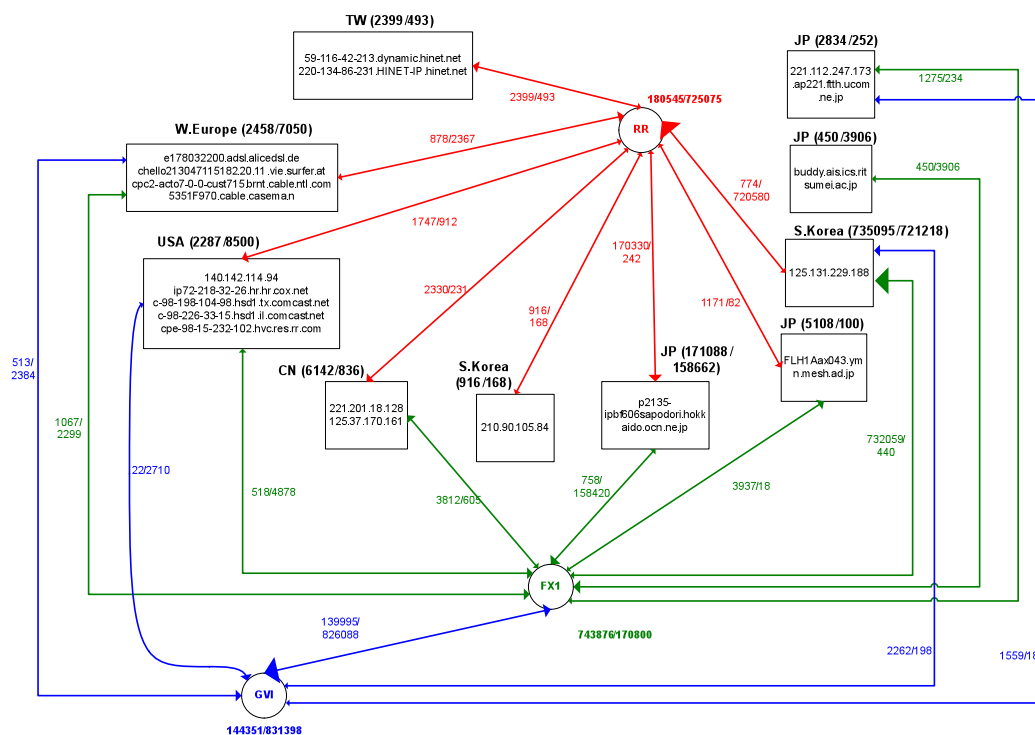 TW (2399/493)
59-116-42-213.dynamic.hinet.net
220-134-86-231.HINET-IP.hinet.net
2399/493
180545/725075
RR
JP (2834/252)
221.112.247.173
.ap221.ftth.ucom
.ne.jp
1275/234
W.Europe (2458/7050)
e178032200.adsl.alicedsl.de
chello213047115182.20.11.vie.surfer.at
cpc2-acto7-0-0-cust715.brnt.cable.ntl.com
5351F970.cable.casema.n
878/2367
JP (450/3906)
buddy.ais.ics.rit
sumei.ac.jp
450/3906
774/
720580
1747/912
S.Korea (735095/721218)
125.131.229.188
USA (2287/8500)
140.142.114.94
ip72-218-32-26.hr.hr.cox.net
c-98-198-104-98.hsd1.tx.comcast.net
c-98-226-33-15.hsd1.il.comcast.net
cpe-98-15-232-102.hvc.res.rr.com
170330/
242
2330/231
916/
168
1171/82
JP (5108/100)
FLH1Aax043.ym
n.mesh.ad.jp
513/
2384
CN (6142/836)
221.201.18.128
125.37.170.161
S.Korea
(916/168)
210.90.105.84
JP (171088/
158662)
p2135-
ipbf606sapodori.hokk
aido.ocn.ne.jp
1067/
2299
732059/
440
22/2710
518/4878
3812/605
758/
158420
3937/18
FX1
743876/170800
139995/
826088
2262/198
1559/18
GVI
144351/831398